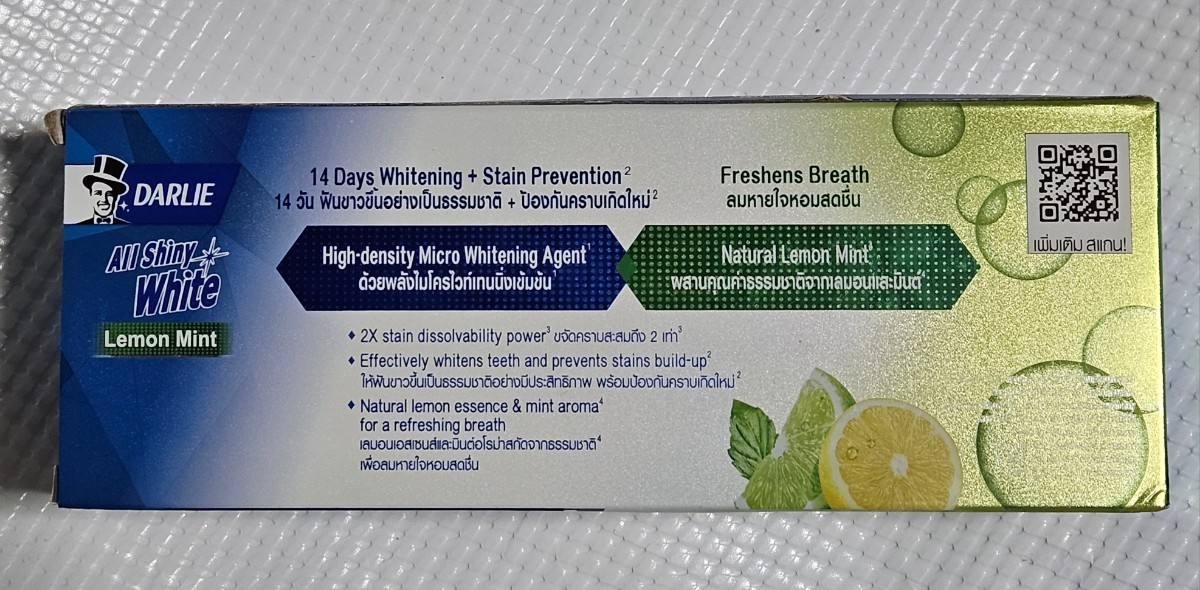 DARLIE
All Shiny
White
Lemon Mint
14 Days Whitening + Stain Prevention²
14 วัน ฟันขาวขึ้นอย่างเป็นธรรมชาติ + ป้องกันคราบเกิดใหม่²
Freshens Breath
ลมหายใจหอมสดชื่น
High-density Micro Whitening Agent¹
ด้วยพลังไมโครไวท์เทนนิ่งเข้มข้น¹
Natural Lemon Mint⁴
ผสานคุณค่าธรรมชาติจากเลมอนและมินต์⁴
เพิ่มเติม สแกน!
♦ 2X stain dissolvability power³ ขจัดคราบสะสมถึง 2 เท่า³
♦ Effectively whitens teeth and prevents stains build-up²
ให้ฟันขาวขึ้นเป็นธรรมชาติอย่างมีประสิทธิภาพ พร้อมป้องกันคราบเกิดใหม่²
♦ Natural lemon essence & mint aroma⁴
for a refreshing breath
เลมอนเอสเซนส์และมินต์อโรม่าสกัดจากธรรมชาติ⁴
เพื่อลมหายใจหอมสดชื่น